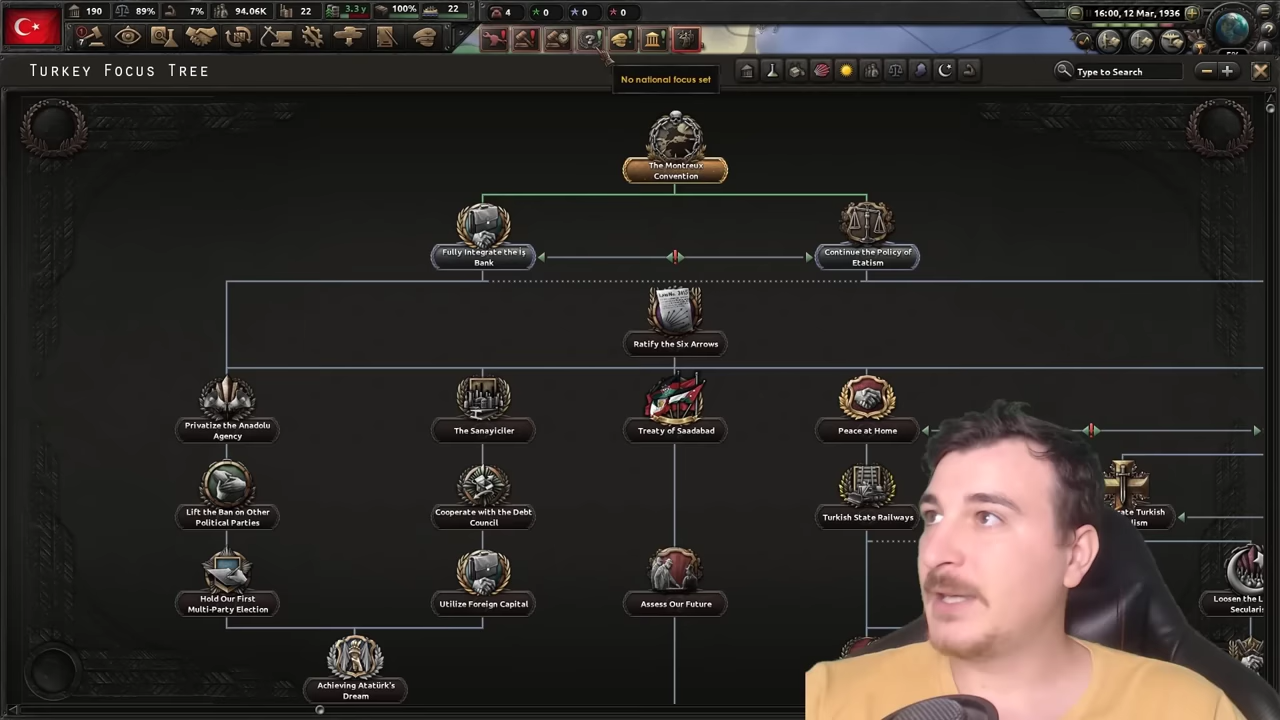 190
89%
7%
94.06K
22
3.3 y
100%
22
4
0
0
0
16:00, 12 Mar, 1936
TURKEY FOCUS TREE
No national focus set
Type to Search
The Montreux
Convention
Fully Integrate the İş
Bank
Continue the Policy of
Etatism
Ratify the Six Arrows
Privatize the Anadolu
Agency
The Sanayiciler
Treaty of Saadabad
Peace at Home
Lift the Ban on Other
Political Parties
Cooperate with the Debt
Council
Turkish State Railways
Turkish
Hold Our First
Multi-Party Election
Utilize Foreign Capital
Assess Our Future
Loosen the
Achieving Atatürk's
Dream